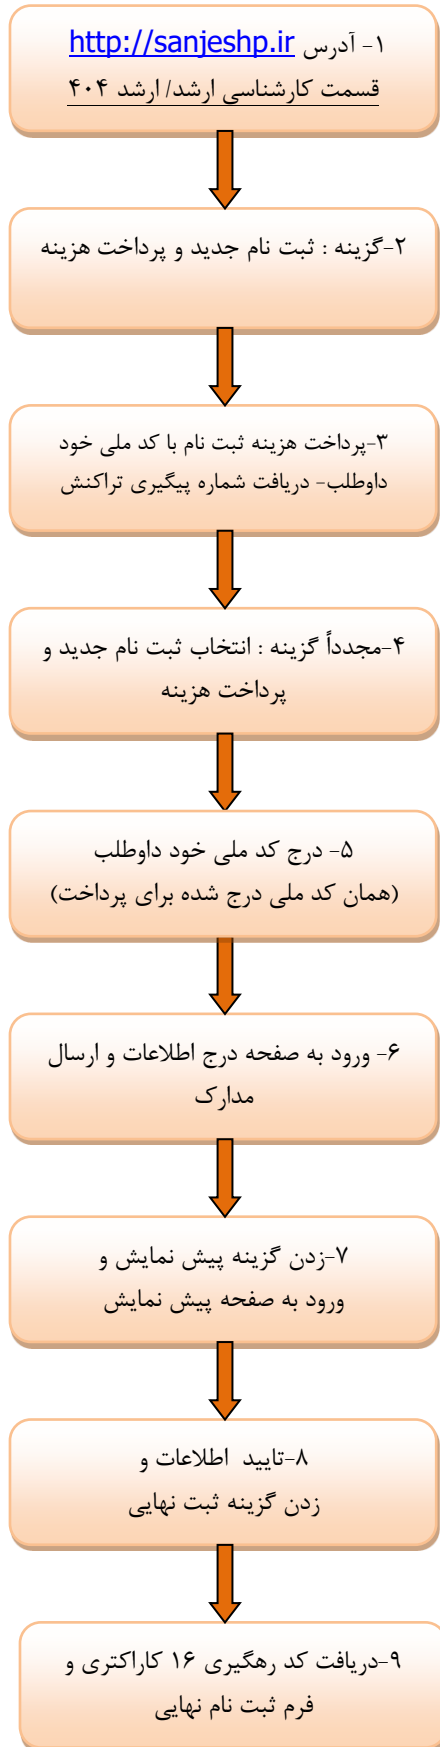 ۱- آدرس http://sanjeshp.ir
قسمت کارشناسی ارشد/ ارشد ۴۰۴
۲-گزینه : ثبت نام جدید و پرداخت هزینه
۳-پرداخت هزینه ثبت نام با کد ملی خود
داوطلب- دریافت شماره پیگیری تراکنش
۴-مجدداً گزینه : انتخاب ثبت نام جدید و
پرداخت هزینه
۵- درج کد ملی خود داوطلب
(همان کد ملی درج شده برای پرداخت)
۶- ورود به صفحه درج اطلاعات و ارسال
مدارک
۷-زدن گزینه پیش نمایش و
ورود به صفحه پیش نمایش
۸-تایید اطلاعات و
زدن گزینه ثبت نهایی
۹-دریافت کد رهگیری ۱۶ کاراکتری و
فرم ثبت نام نهایی